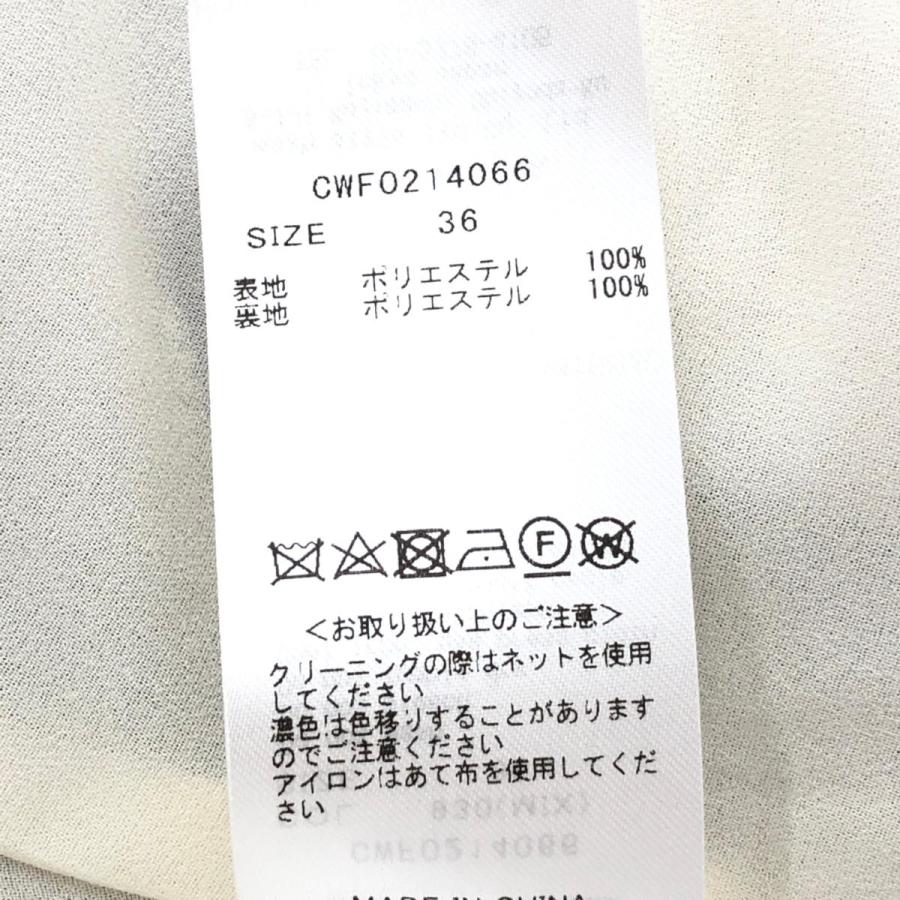 CWF0214066
SIZE 36
表地 ポリエステル 100%
裏地 ポリエステル 100%
F W
＜お取り扱い上のご注意＞
クリーニングの際はネットを使用
してください
濃色は色移りすることがあります
のでご注意ください
アイロンはあて布を使用してくだ
さい
MADE IN CHINA